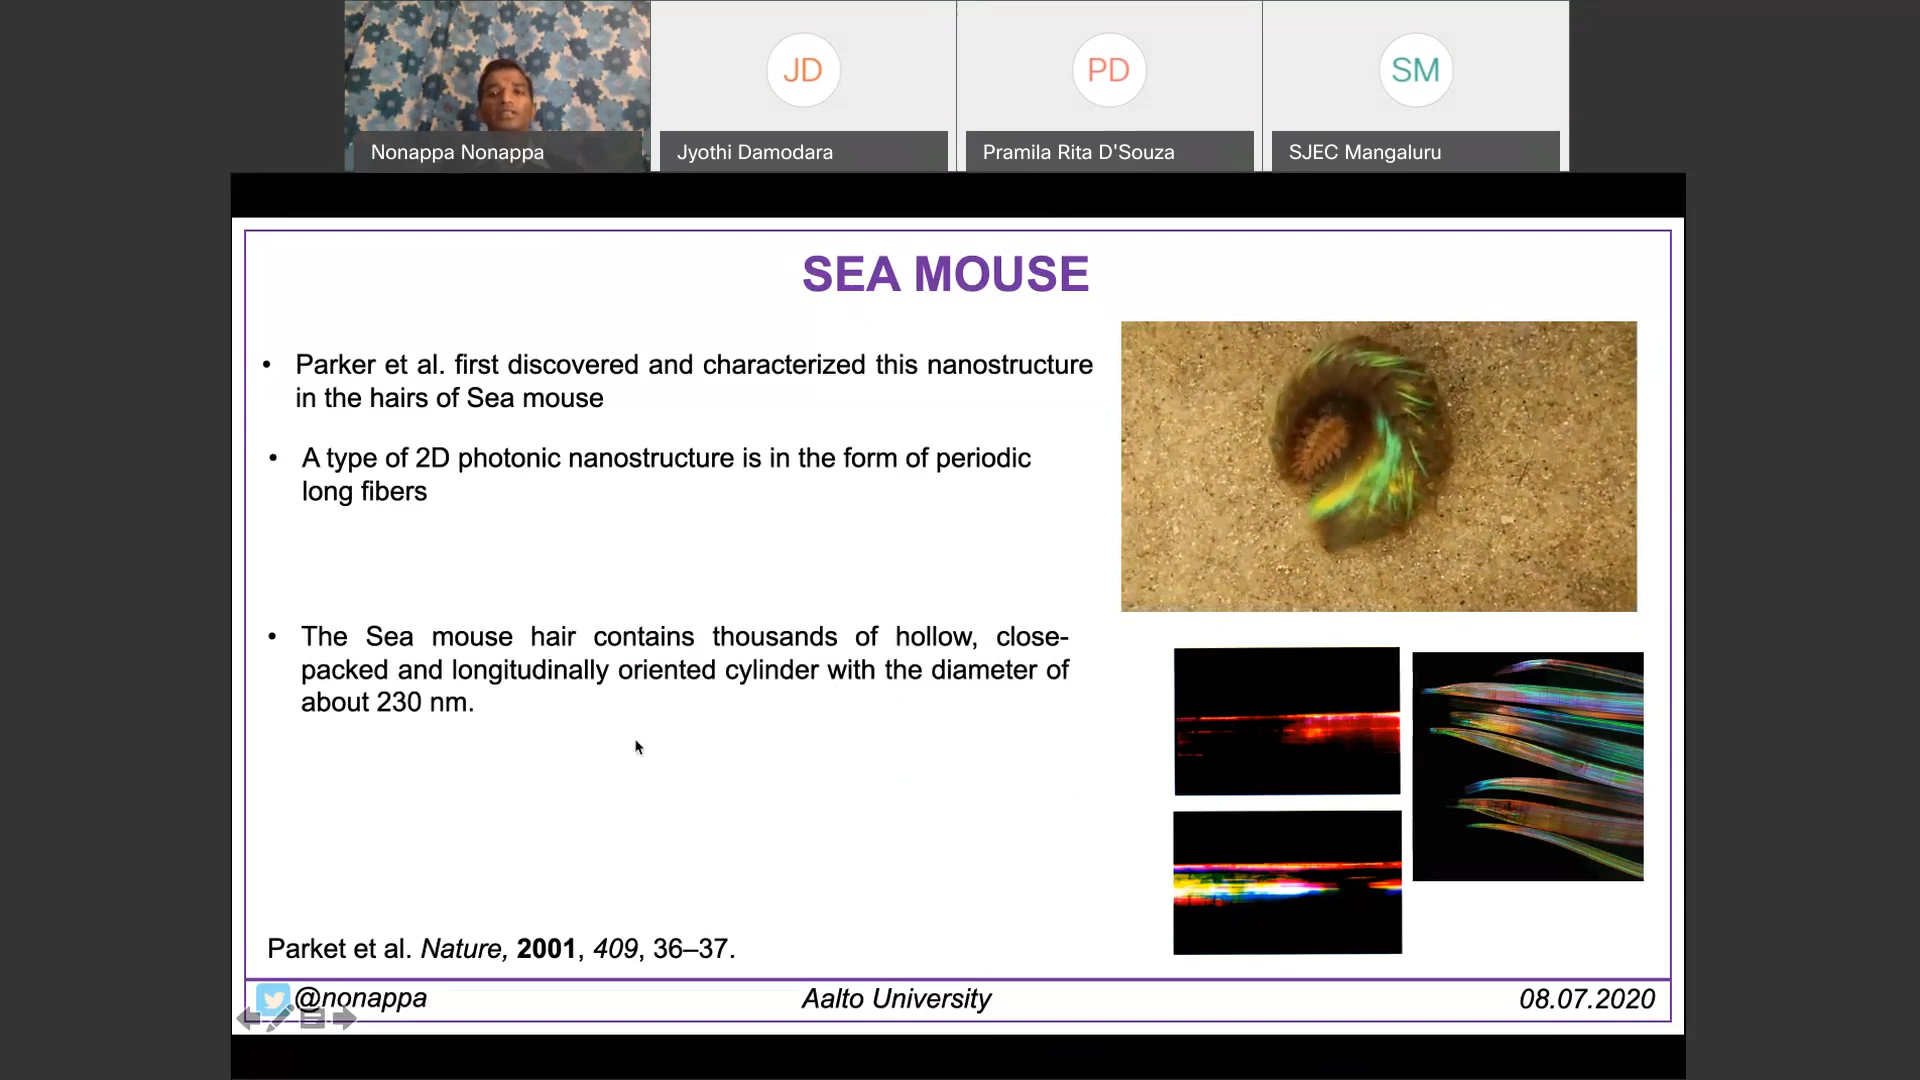 JD
PD
SM
Nonappa Nonappa
Jyothi Damodara
Pramila Rita D'Souza
SJEC Mangaluru
SEA MOUSE
• Parker et al. first discovered and characterized this nanostructure
in the hairs of Sea mouse
• A type of 2D photonic nanostructure is in the form of periodic
long fibers
• The Sea mouse hair contains thousands of hollow, close-
packed and longitudinally oriented cylinder with the diameter of
about 230 nm.
Parket et al. Nature, 2001, 409, 36–37.
@nonappa
Aalto University
08.07.2020